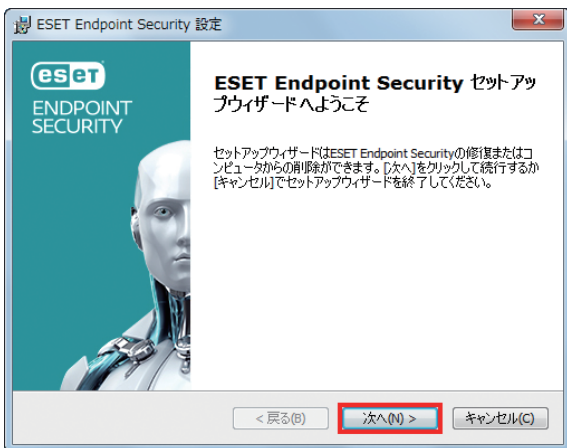 ESET Endpoint Security 設定
eset
ENDPOINT
SECURITY
ESET Endpoint Security セットアッ
プウィザードへようこそ
セットアップウィザードはESET Endpoint Securityの修復またはコ
ンピュータからの削除ができます。[次へ]をクリックして続行するか
[キャンセル]でセットアップウィザードを終了してください。
< 戻る(B)
次へ(N) >
キャンセル(C)